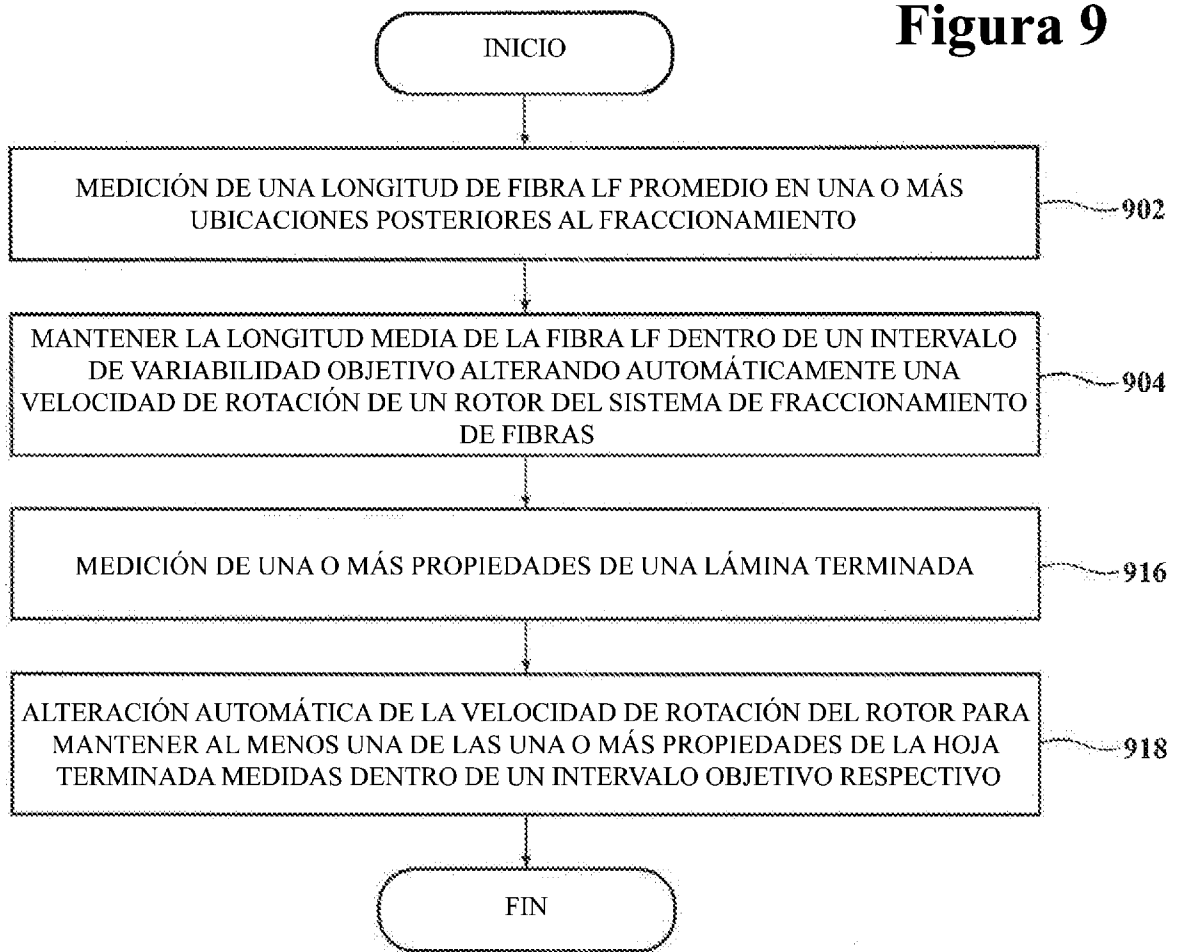 Figura 9
INICIO
MEDICIÓN DE UNA LONGITUD DE FIBRA LF PROMEDIO EN UNA O MÁS
UBICACIONES POSTERIORES AL FRACCIONAMIENTO
902
MANTENER LA LONGITUD MEDIA DE LA FIBRA LF DENTRO DE UN INTERVALO
DE VARIABILIDAD OBJETIVO ALTERANDO AUTOMÁTICAMENTE UNA
VELOCIDAD DE ROTACIÓN DE UN ROTOR DEL SISTEMA DE FRACCIONAMIENTO
DE FIBRAS
904
MEDICIÓN DE UNA O MÁS PROPIEDADES DE UNA LÁMINA TERMINADA
916
ALTERACIÓN AUTOMÁTICA DE LA VELOCIDAD DE ROTACIÓN DEL ROTOR PARA
MANTENER AL MENOS UNA DE LAS UNA O MÁS PROPIEDADES DE LA HOJA
TERMINADA MEDIDAS DENTRO DE UN INTERVALO OBJETIVO RESPECTIVO
918
FIN